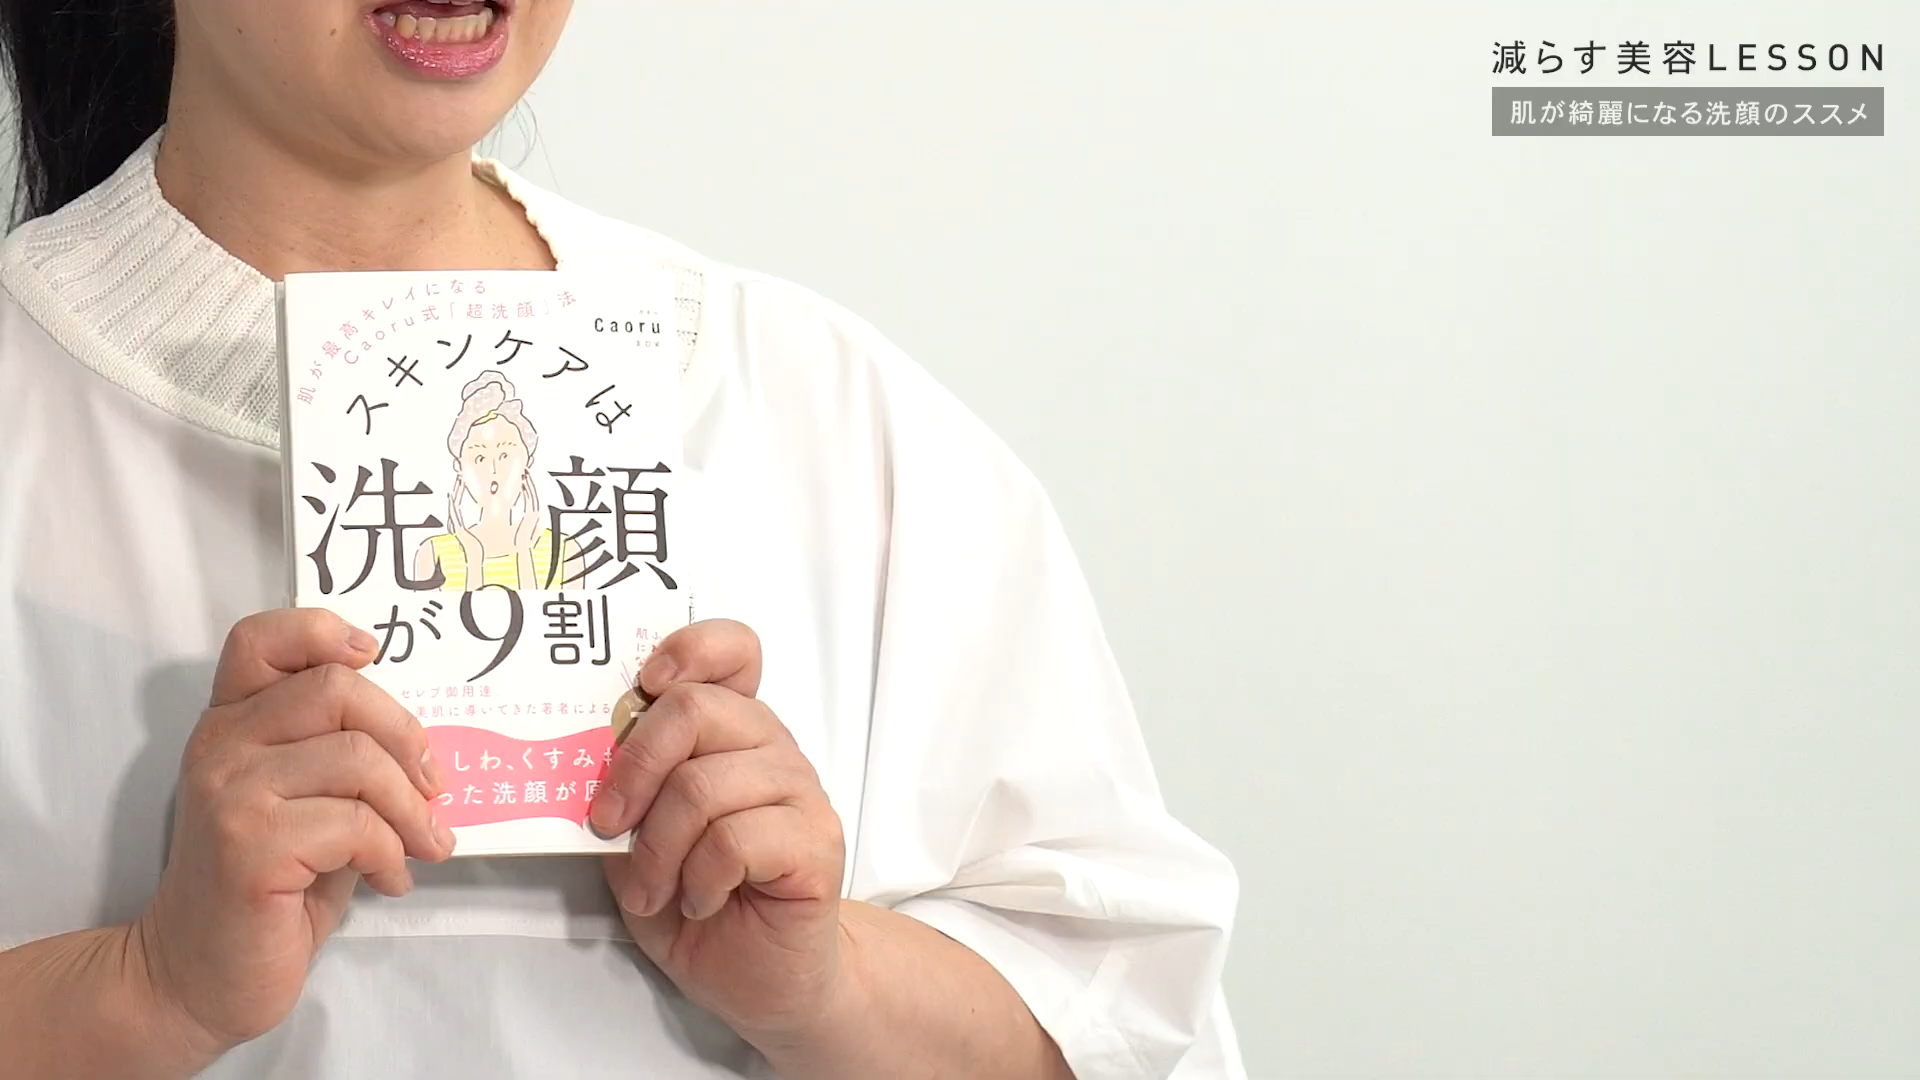 減らす美容LESSON
肌が綺麗になる洗顔のススメ
肌が最高キレイになる
Caoru式「超洗顔」法
Caoru
スキンケアは
洗顔
が9割
セレブ御用達
美肌に導いてきた著者による
しわ、くすみ
った洗顔が